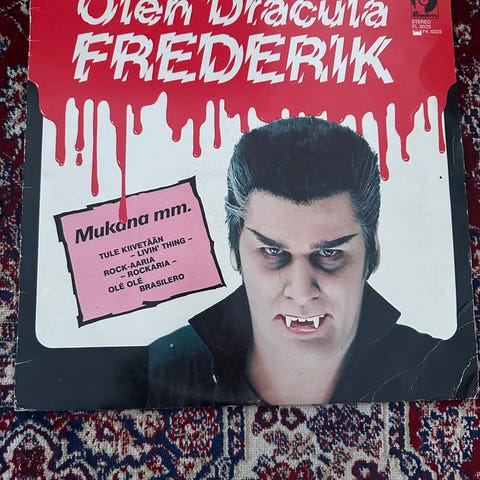 Olen Dracula
FREDERIK
STEREO
FL 5025
FK 5025
Mukana mm.
TULE KIIVETÄÄN
- LIVIN' THING -
ROCK-AARIA
- ROCKARIA -
OLÉ OLÉ
BRASILERO